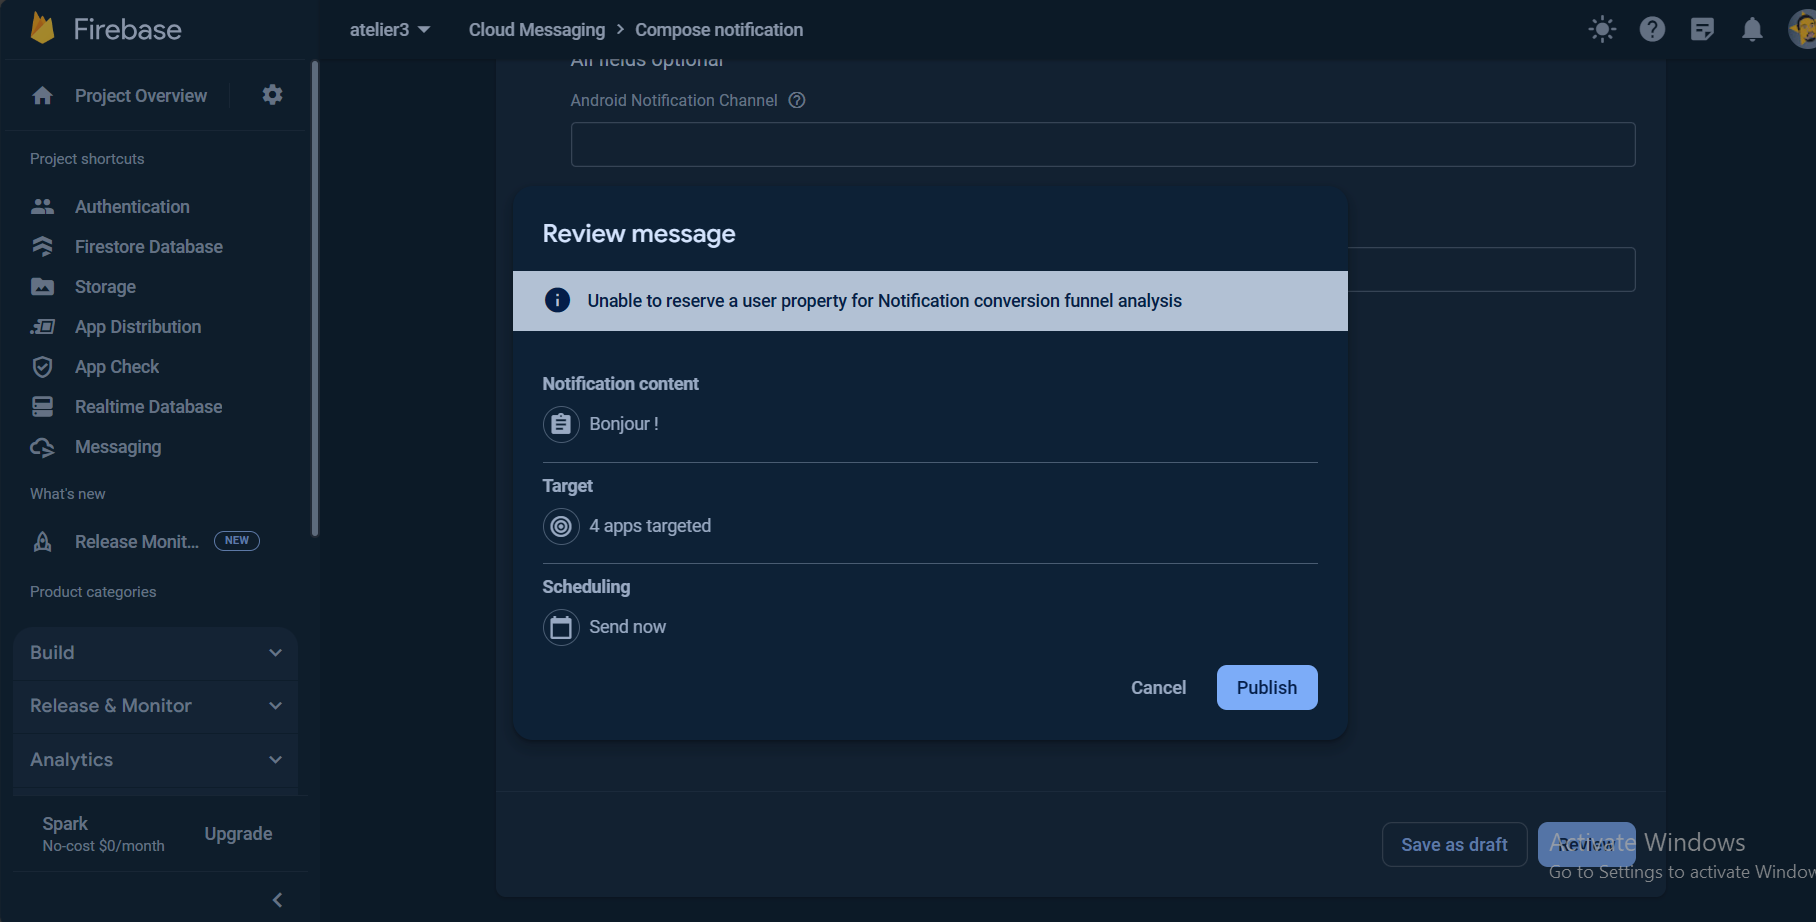 Firebase
atelier3
Cloud Messaging > Compose notification
Project Overview
Project shortcuts
Authentication
Firestore Database
Storage
App Distribution
App Check
Realtime Database
Messaging
What's new
Release Monit... NEW
Product categories
Build
Release & Monitor
Analytics
Spark
No-cost $0/month
Upgrade
All fields optional
Android Notification Channel
Review message
Unable to reserve a user property for Notification conversion funnel analysis
Notification content
Bonjour !
Target
4 apps targeted
Scheduling
Send now
Cancel
Publish
Save as draft
Review
Activate Windows
Go to Settings to activate Window